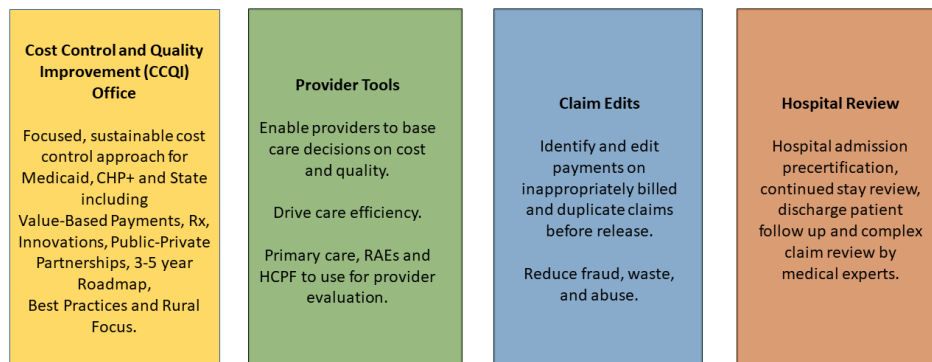 Cost Control and Quality
Improvement (CCQI)
Office
Focused, sustainable cost
control approach for
Medicaid, CHP+ and State
including
Value-Based Payments, Rx,
Innovations, Public-Private
Partnerships, 3-5 year
Roadmap,
Best Practices and Rural
Focus.
Provider Tools
Enable providers to base
care decisions on cost
and quality.
Drive care efficiency.
Primary care, RAEs and
HCPF to use for provider
evaluation.
Claim Edits
Identify and edit
payments on
inappropriately billed
and duplicate claims
before release.
Reduce fraud, waste,
and abuse.
Hospital Review
Hospital admission
precertification,
continued stay review,
discharge patient
follow up and complex
claim review by
medical experts.